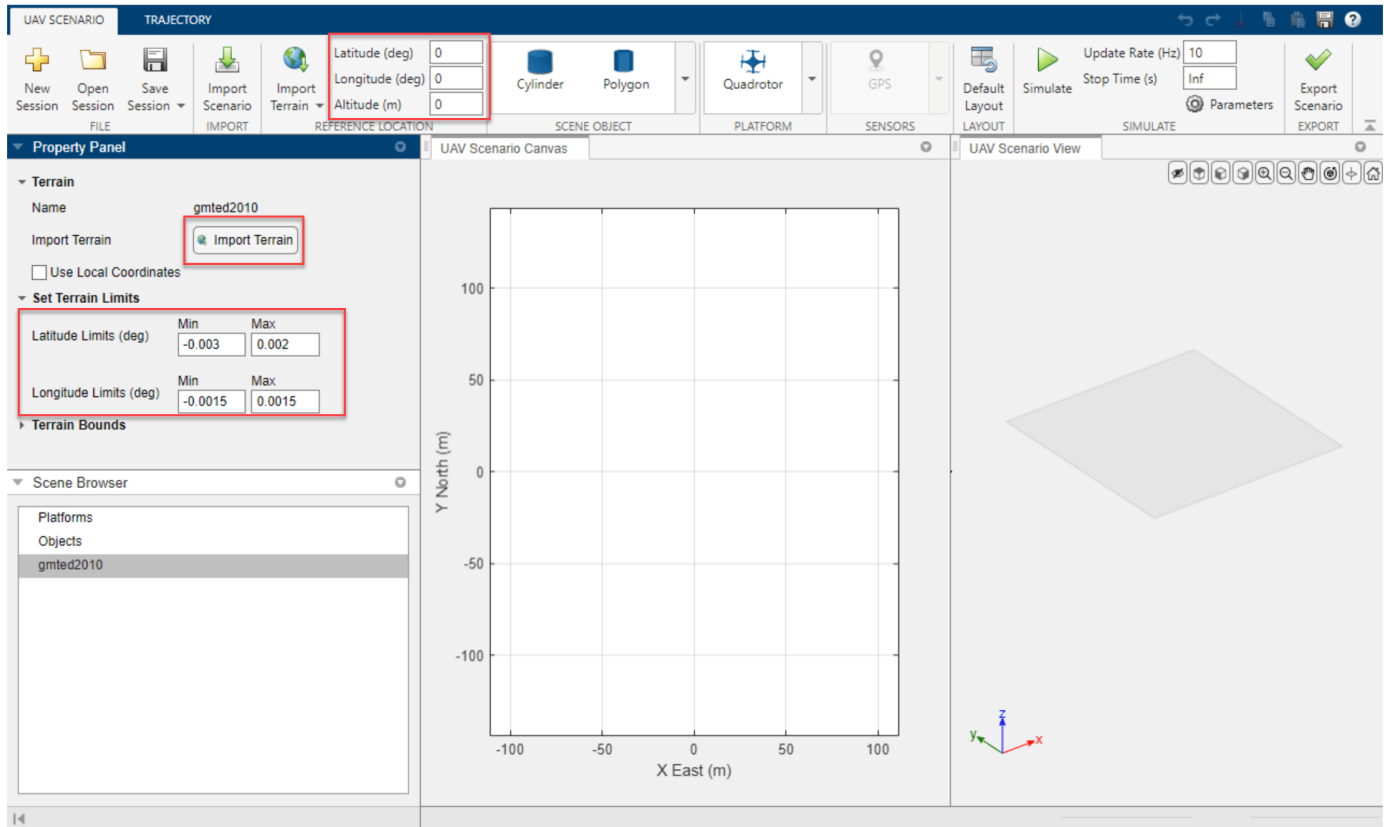 UAV SCENARIO TRAJECTORY
New Session
Open Session
Save Session
FILE
Import Scenario
IMPORT
Import Terrain
Latitude (deg) 0
Longitude (deg) 0
Altitude (m) 0
REFERENCE LOCATION
Cylinder Polygon
SCENE OBJECT
Quadrotor
PLATFORM
GPS
SENSORS
Default Layout
LAYOUT
Simulate
Update Rate (Hz) 10
Stop Time (s) Inf
Parameters
SIMULATE
Export Scenario
EXPORT
Property Panel
Terrain
Name gmted2010
Import Terrain Import Terrain
Use Local Coordinates
Set Terrain Limits
Min Max
Latitude Limits (deg) -0.003 0.002
Min Max
Longitude Limits (deg) -0.0015 0.0015
Terrain Bounds
Scene Browser
Platforms
Objects
gmted2010
UAV Scenario Canvas
100
50
0
-50
-100
Y North (m)
-100 -50 0 50 100
X East (m)
UAV Scenario View
z
y x